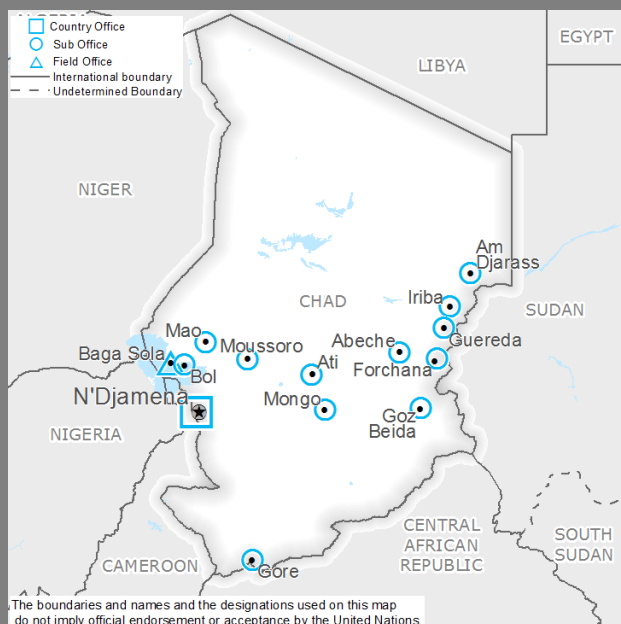 Country Office
Sub Office
Field Office
International boundary
Undetermined Boundary
EGYPT
LIBYA
NIGER
Am
Djarass
CHAD
Iriba
SUDAN
Mao
Guereda
Baga Sola
Moussoro
Abeche
Forchana
Bol
Ati
N'Djamena
Mongo
Goz
Beida
NIGERIA
CENTRAL
AFRICAN
REPUBLIC
SOUTH
SUDAN
CAMEROON
Gore
The boundaries and names and the designations used on this map
do not imply official endorsement or acceptance by the United Nations